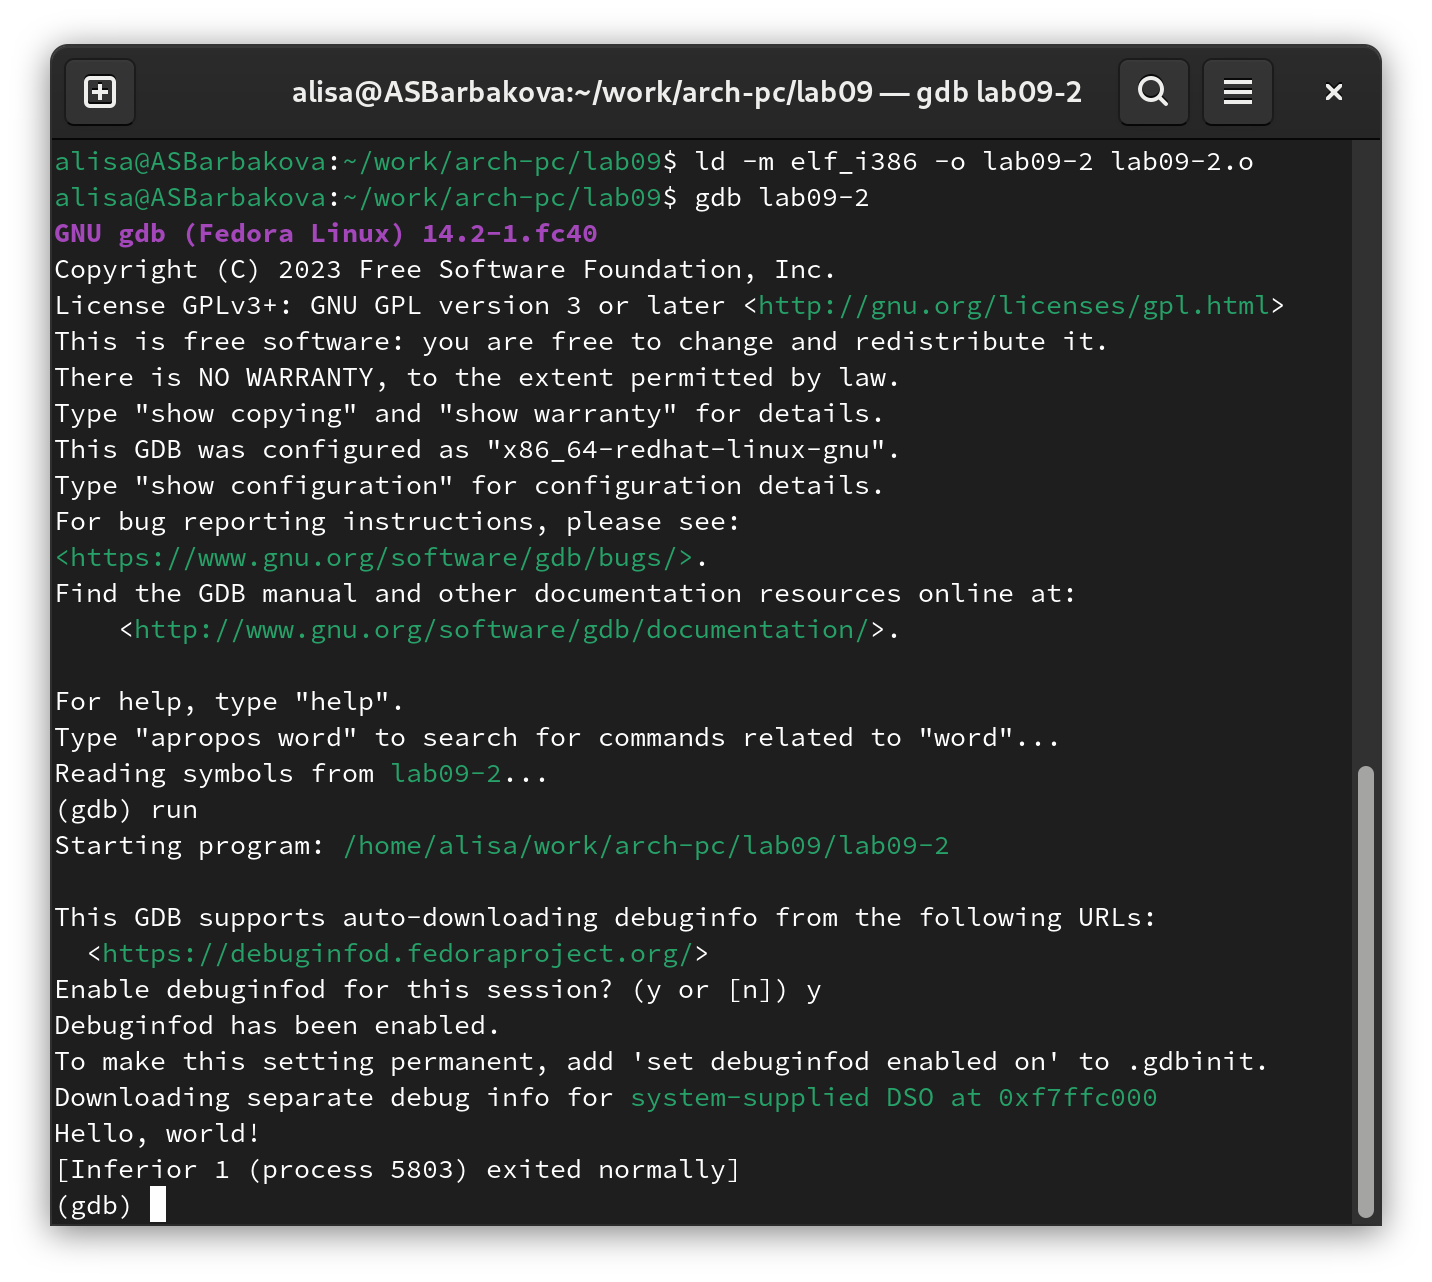 alisa@ASBarbakova:~/work/arch-pc/lab09 — gdb lab09-2
alisa@ASBarbakova:~/work/arch-pc/lab09$ ld -m elf_i386 -o lab09-2 lab09-2.o
alisa@ASBarbakova:~/work/arch-pc/lab09$ gdb lab09-2
GNU gdb (Fedora Linux) 14.2-1.fc40
Copyright (C) 2023 Free Software Foundation, Inc.
License GPLv3+: GNU GPL version 3 or later <http://gnu.org/licenses/gpl.html>
This is free software: you are free to change and redistribute it.
There is NO WARRANTY, to the extent permitted by law.
Type "show copying" and "show warranty" for details.
This GDB was configured as "x86_64-redhat-linux-gnu".
Type "show configuration" for configuration details.
For bug reporting instructions, please see:
<https://www.gnu.org/software/gdb/bugs/>.
Find the GDB manual and other documentation resources online at:
    <http://www.gnu.org/software/gdb/documentation/>.

For help, type "help".
Type "apropos word" to search for commands related to "word"...
Reading symbols from lab09-2...
(gdb) run
Starting program: /home/alisa/work/arch-pc/lab09/lab09-2

This GDB supports auto-downloading debuginfo from the following URLs:
  <https://debuginfod.fedoraproject.org/>
Enable debuginfod for this session? (y or [n]) y
Debuginfod has been enabled.
To make this setting permanent, add 'set debuginfod enabled on' to .gdbinit.
Downloading separate debug info for system-supplied DSO at 0xf7ffc000
Hello, world!
[Inferior 1 (process 5803) exited normally]
(gdb)